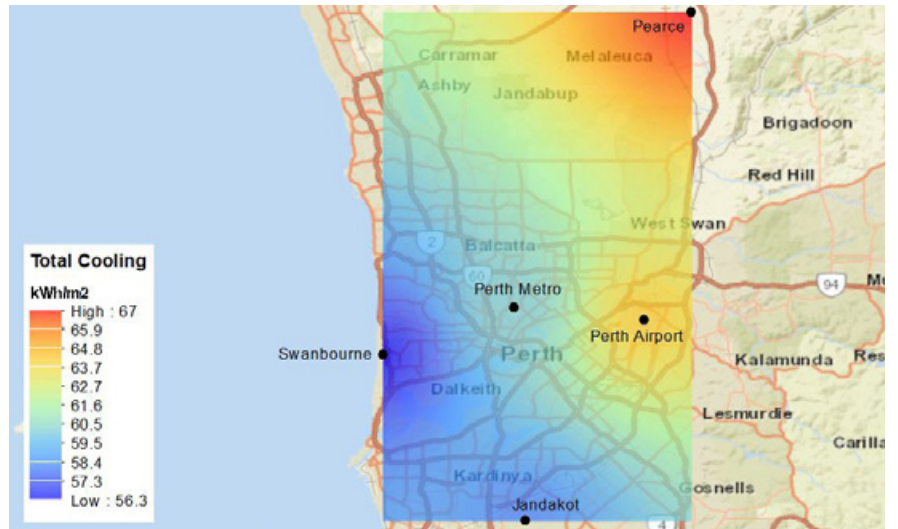 Pearce
Carramar
Melaleuca
Ashby
Jandabup
Brigadoon
Red Hill
West Swan
2
Balcatta
60
94
Mu
Perth Metro
Perth Airport
Swanbourne
Perth
Kalamunda
Res
Dalkeith
Lesmurdie
Carilla
Kardinya
Gosnells
Jandakot
4
Total Cooling
kWh/m2
High : 67
65.9
64.8
63.7
62.7
61.6
60.5
59.5
58.4
57.3
Low : 56.3